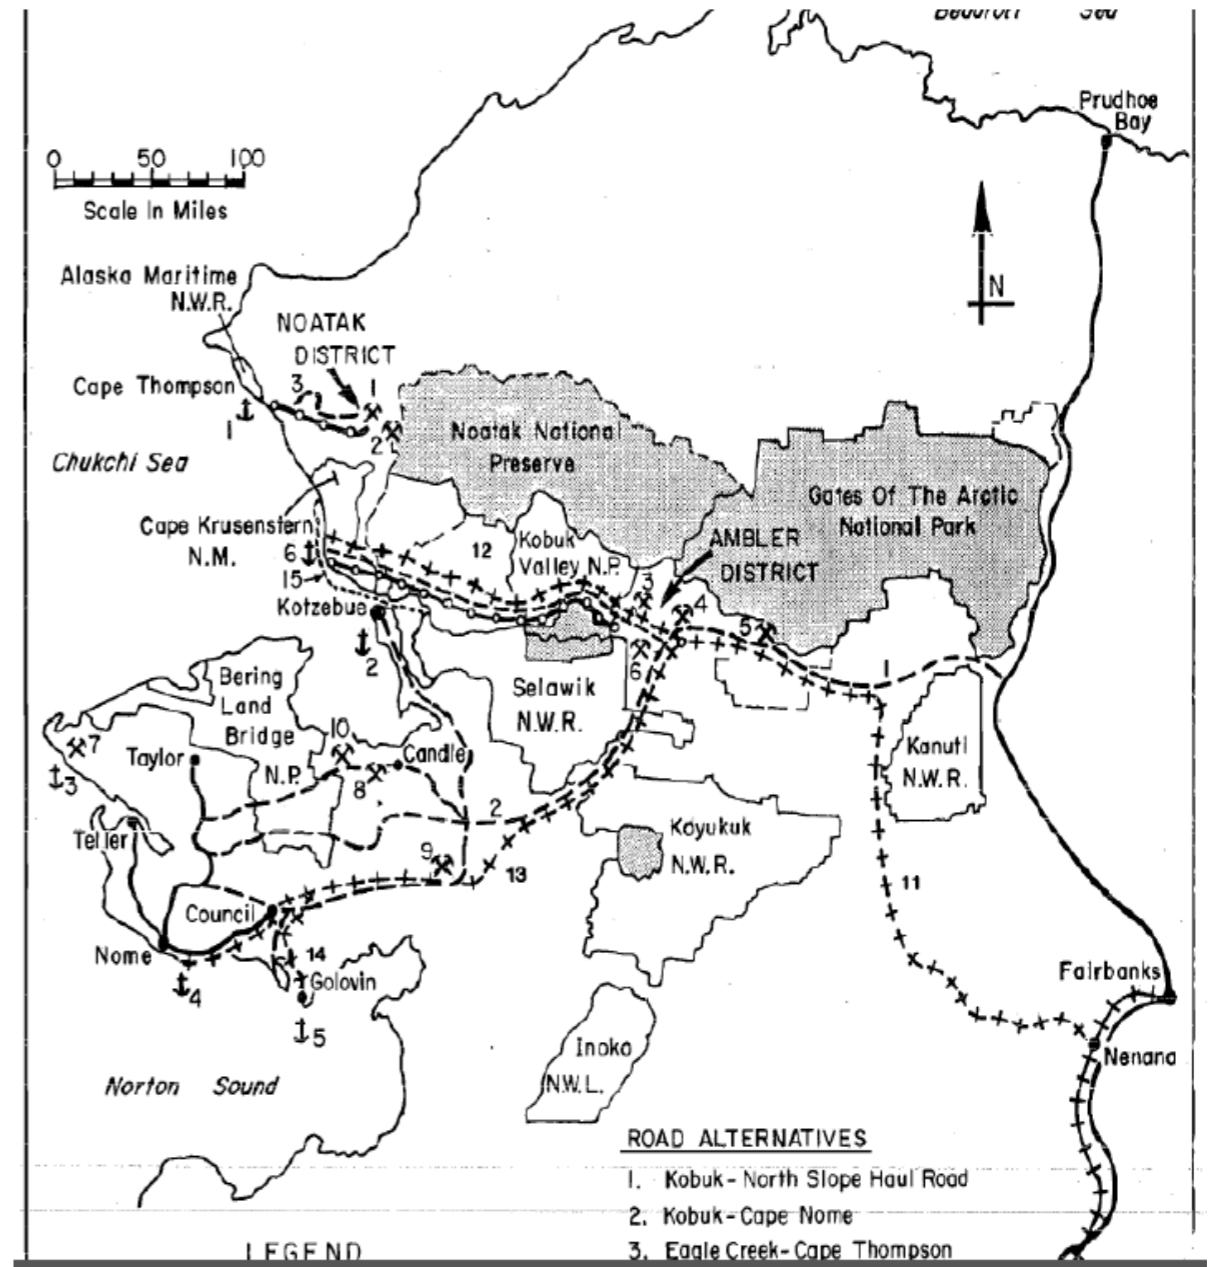 Beaufort Sea
Prudhoe
Bay
0 50 100
Scale In Miles
N
Alaska Maritime
N.W.R.
NOATAK
DISTRICT
Cape Thompson
3
1
2
1
Chukchi Sea
Noatak National
Preserve
Gates Of The Arctic
National Park
Cape Krusenstern
N.M.
6
15
12
Kobuk
Valley N.P.
AMBLER
DISTRICT
Kotzebue
2
3
4
5
6
1
Bering
Land
Bridge
N.P.
Selawik
N.W.R.
Kanuti
N.W.R.
7
3
Taylor
10
8
Candle
2
Teller
9
13
Koyukuk
N.W.R.
11
Council
Nome
4
14
Golovin
5
Fairbanks
Nenana
Inoko
N.W.L.
Norton Sound
ROAD ALTERNATIVES
1. Kobuk-North Slope Haul Road
2. Kobuk-Cape Nome
3. Eagle Creek-Cape Thompson
LEGEND